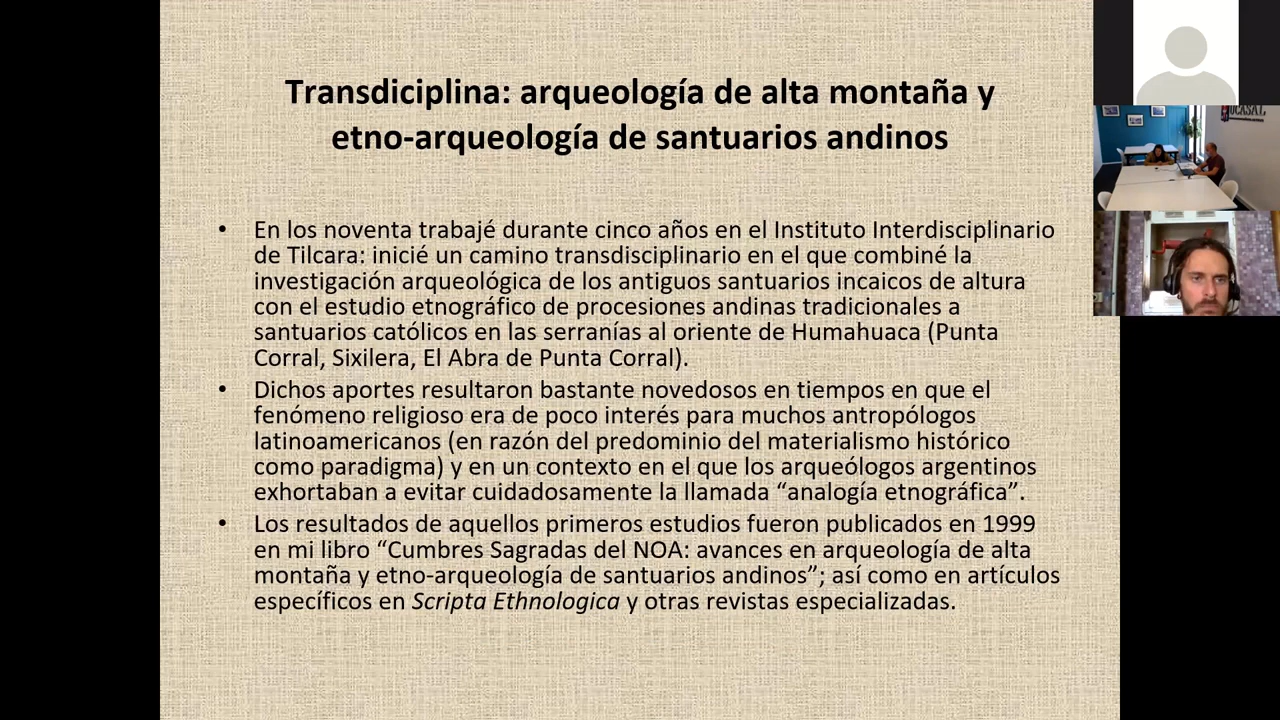 Transdiciplina: arqueología de alta montaña y
etno-arqueología de santuarios andinos
• En los noventa trabajé durante cinco años en el Instituto Interdisciplinario
de Tilcara: inicié un camino transdisciplinario en el que combiné la
investigación arqueológica de los antiguos santuarios incaicos de altura
con el estudio etnográfico de procesiones andinas tradicionales a
santuarios católicos en las serranías al oriente de Humahuaca (Punta
Corral, Sixilera, El Abra de Punta Corral).
• Dichos aportes resultaron bastante novedosos en tiempos en que el
fenómeno religioso era de poco interés para muchos antropólogos
latinoamericanos (en razón del predominio del materialismo histórico
como paradigma) y en un contexto en el que los arqueólogos argentinos
exhortaban a evitar cuidadosamente la llamada “analogía etnográfica”.
• Los resultados de aquellos primeros estudios fueron publicados en 1999
en mi libro “Cumbres Sagradas del NOA: avances en arqueología de alta
montaña y etno-arqueología de santuarios andinos”; así como en artículos
específicos en Scripta Ethnologica y otras revistas especializadas.
UCASAL